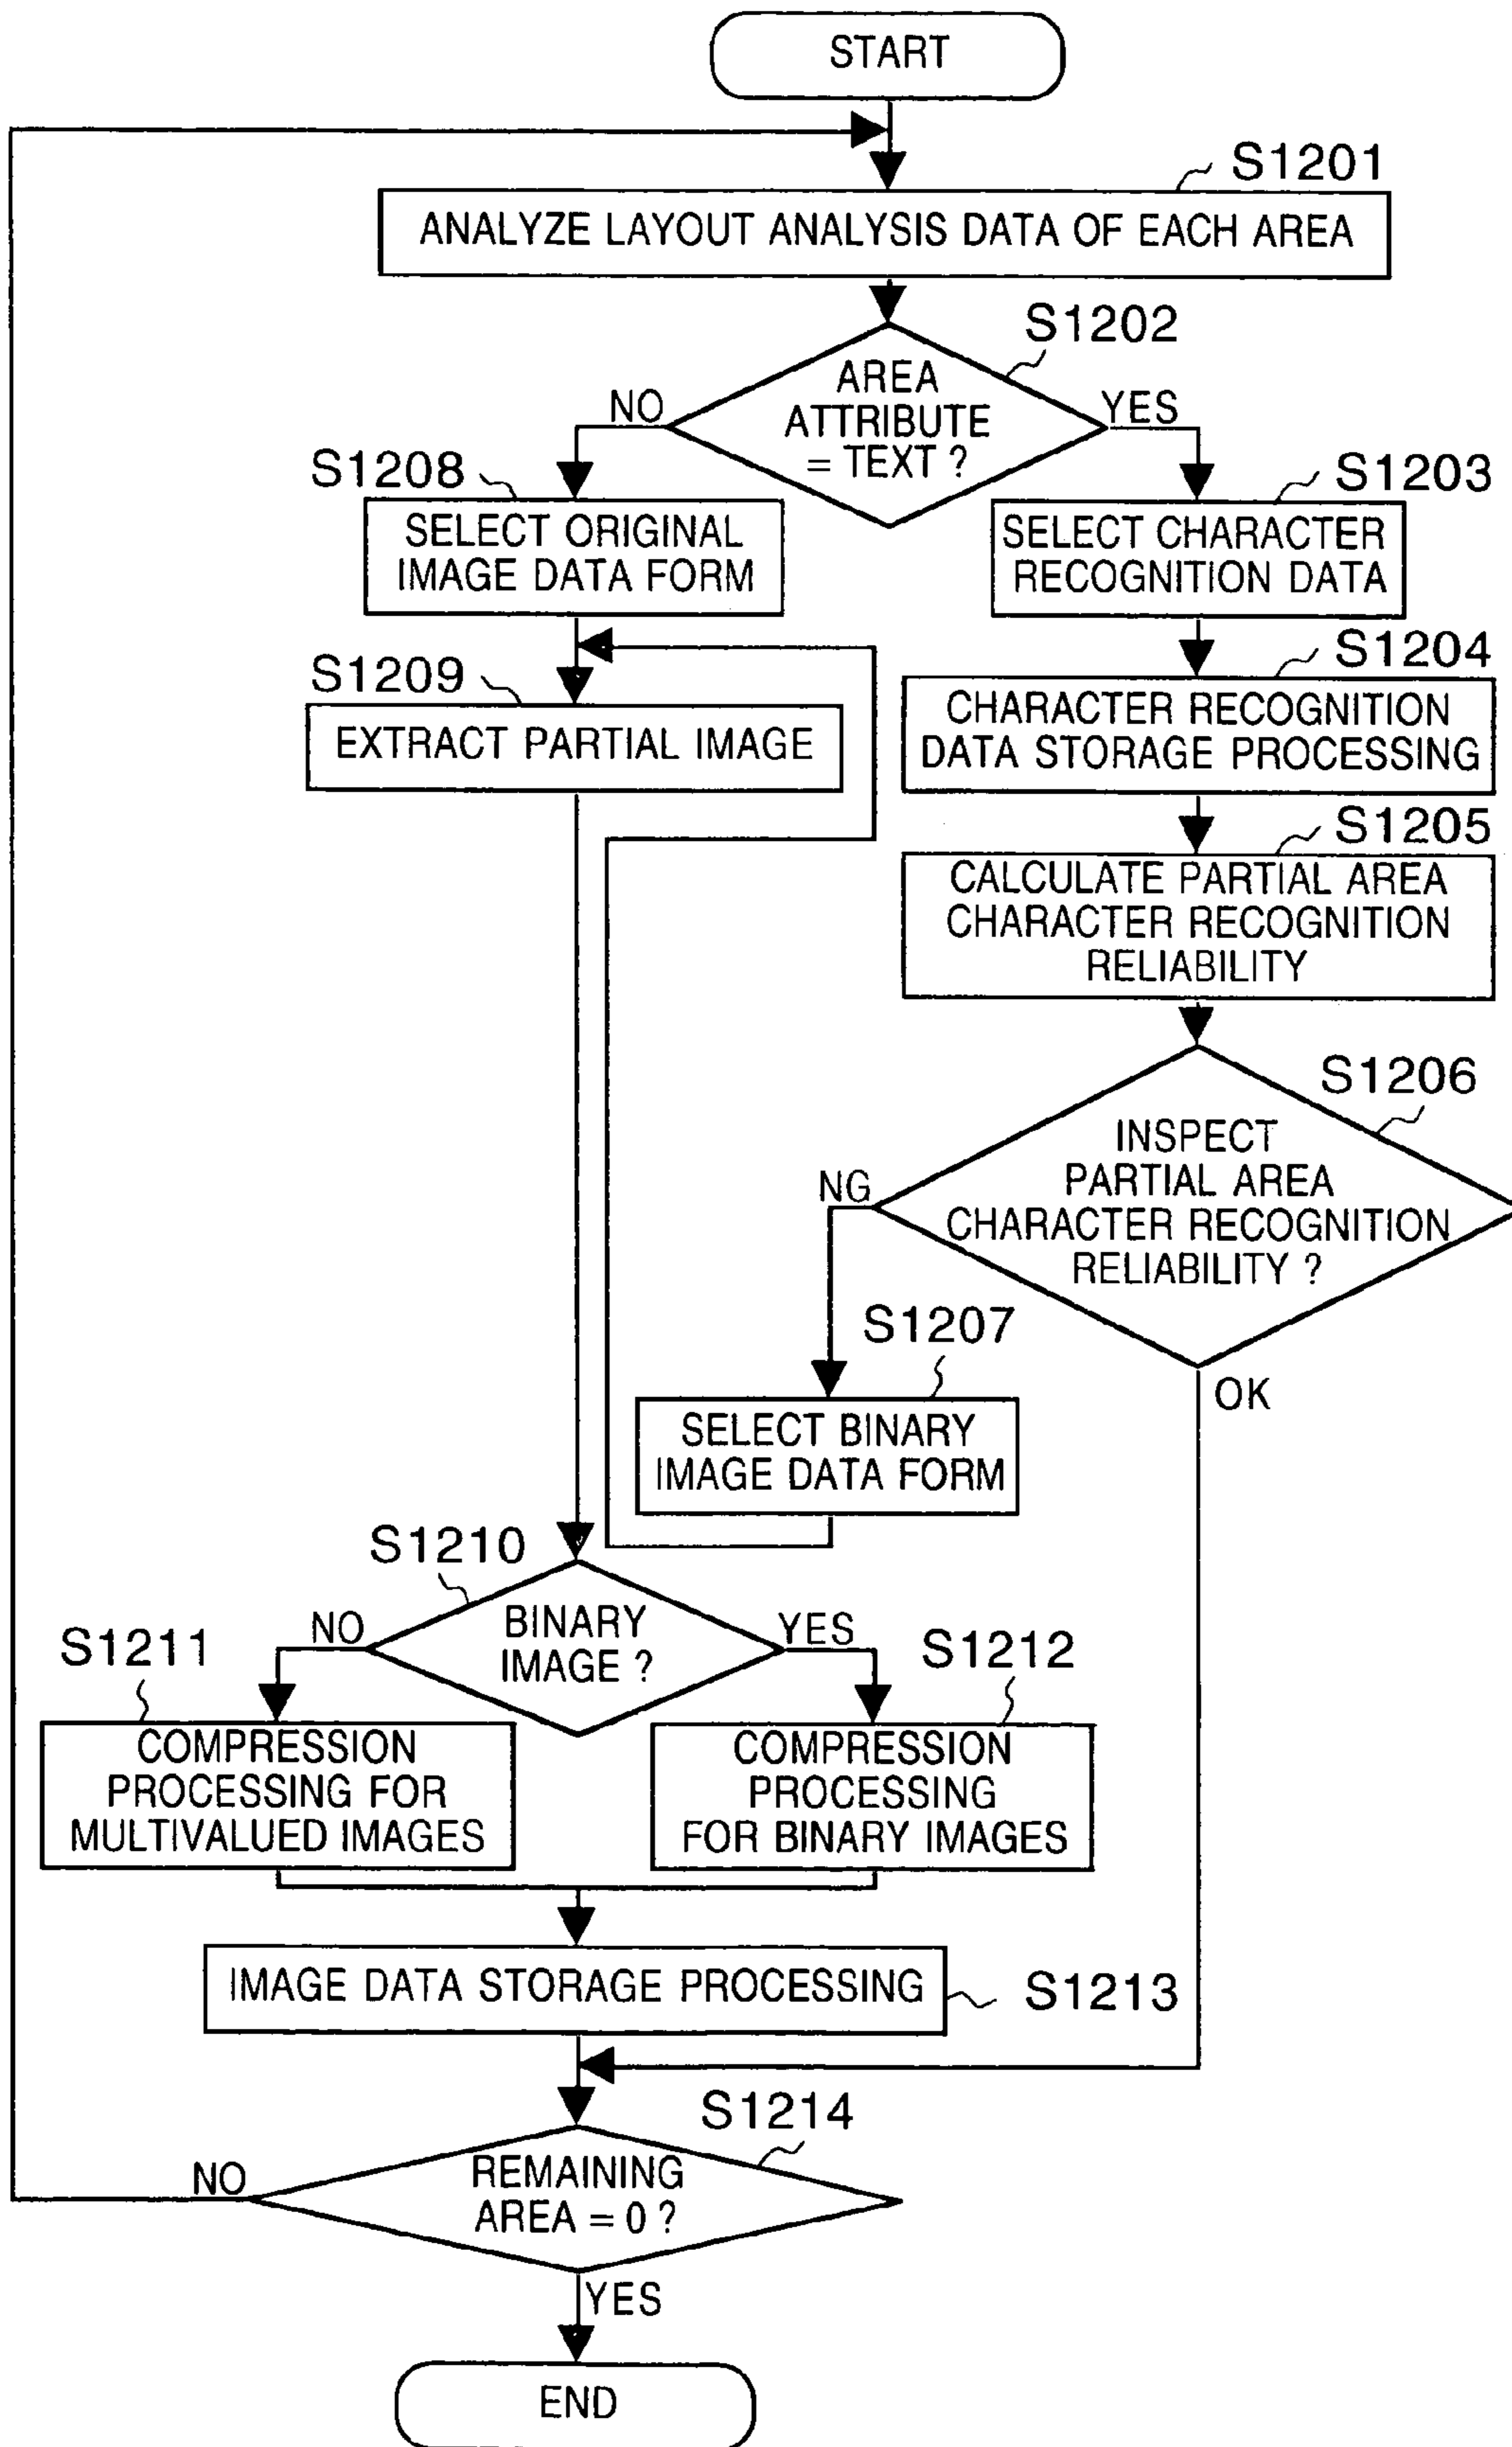 START
S1201
ANALYZE LAYOUT ANALYSIS DATA OF EACH AREA
S1202
AREA
ATTRIBUTE
= TEXT ?
NO
YES
S1208
SELECT ORIGINAL
IMAGE DATA FORM
S1203
SELECT CHARACTER
RECOGNITION DATA
S1209
EXTRACT PARTIAL IMAGE
S1204
CHARACTER RECOGNITION
DATA STORAGE PROCESSING
S1205
CALCULATE PARTIAL AREA
CHARACTER RECOGNITION
RELIABILITY
S1206
INSPECT
PARTIAL AREA
CHARACTER RECOGNITION
RELIABILITY ?
NG
OK
S1207
SELECT BINARY
IMAGE DATA FORM
S1210
BINARY
IMAGE ?
NO
YES
S1211
COMPRESSION
PROCESSING FOR
MULTIVALUED IMAGES
S1212
COMPRESSION
PROCESSING
FOR BINARY IMAGES
IMAGE DATA STORAGE PROCESSING
S1213
S1214
REMAINING
AREA = 0 ?
NO
YES
END